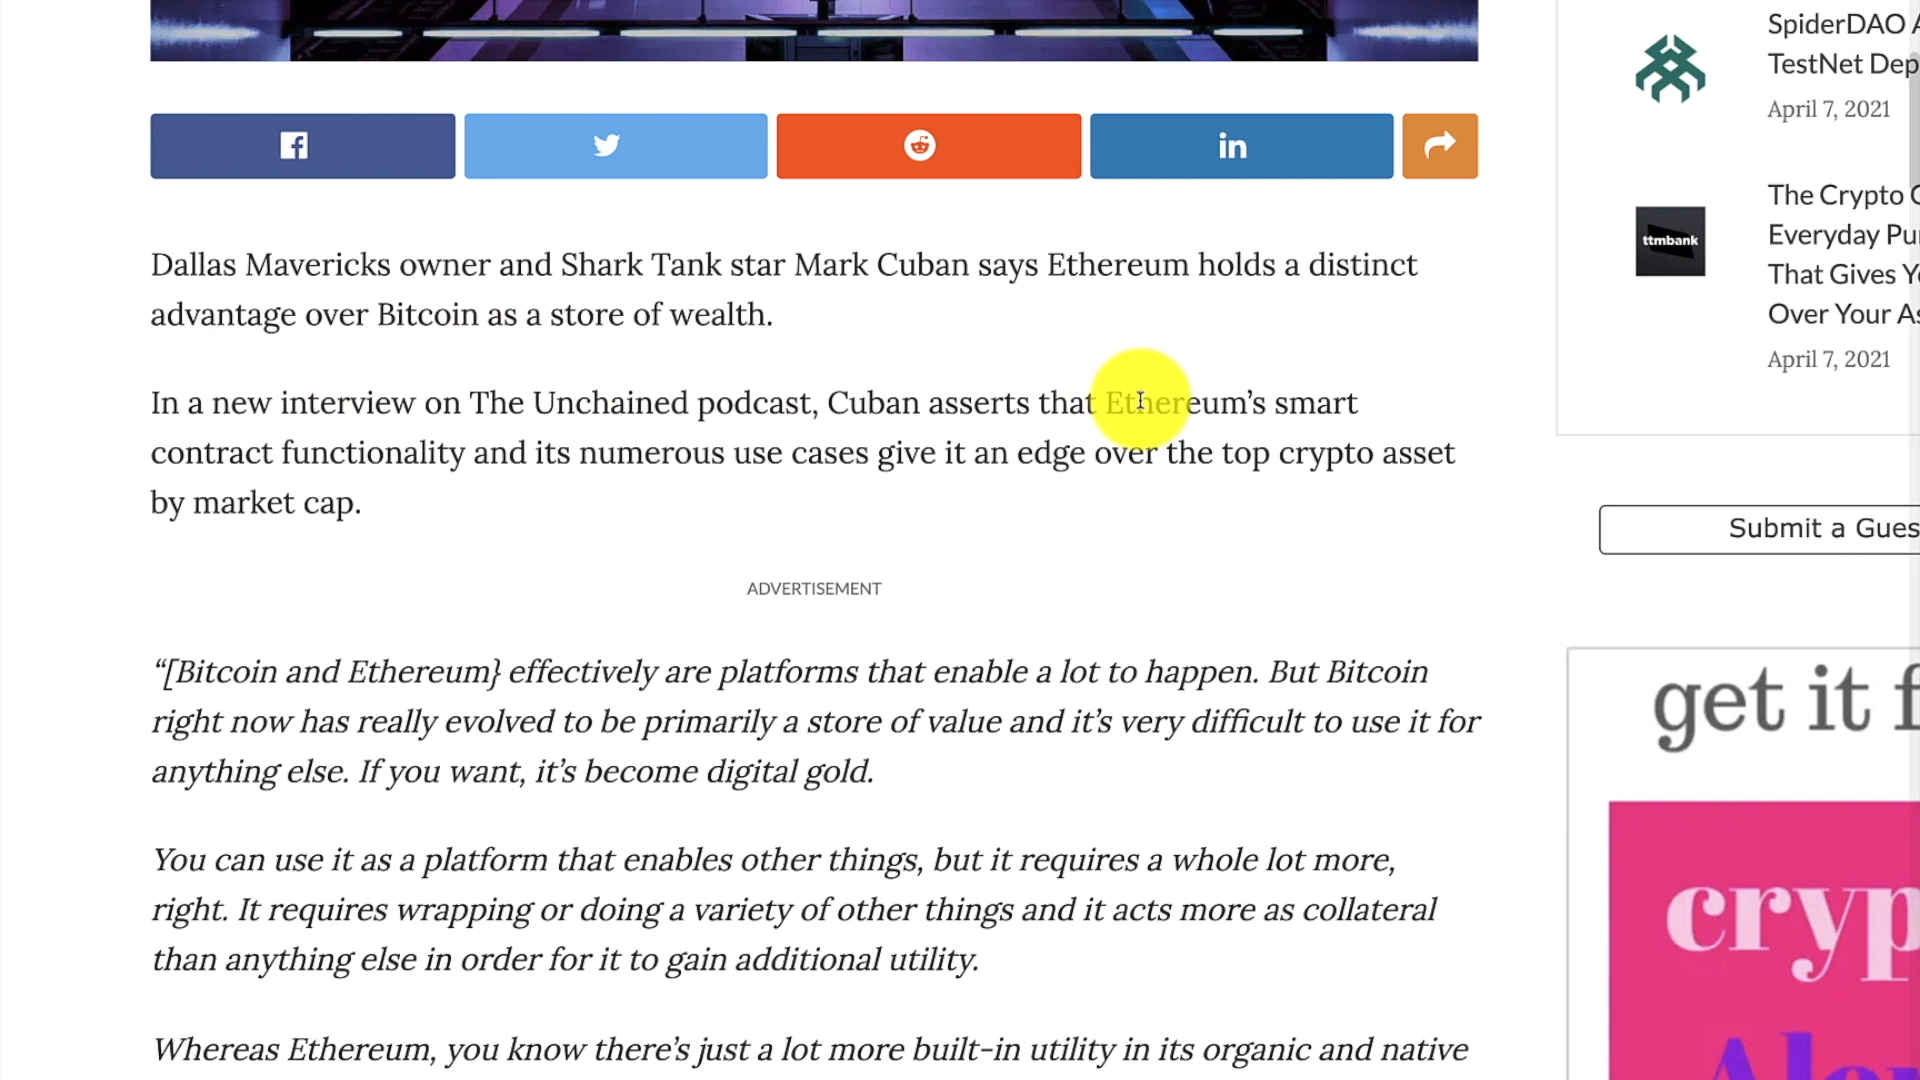 Dallas Mavericks owner and Shark Tank star Mark Cuban says Ethereum holds a distinct
advantage over Bitcoin as a store of wealth.
In a new interview on The Unchained podcast, Cuban asserts that Ethereum’s smart
contract functionality and its numerous use cases give it an edge over the top crypto asset
by market cap.
ADVERTISEMENT
“[Bitcoin and Ethereum} effectively are platforms that enable a lot to happen. But Bitcoin
right now has really evolved to be primarily a store of value and it’s very difficult to use it for
anything else. If you want, it’s become digital gold.
You can use it as a platform that enables other things, but it requires a whole lot more,
right. It requires wrapping or doing a variety of other things and it acts more as collateral
than anything else in order for it to gain additional utility.
Whereas Ethereum, you know there’s just a lot more built-in utility in its organic and native
SpiderDAO
TestNet Dep
April 7, 2021
ttmbank
The Crypto
Everyday Pu
That Gives
Over Your
April 7, 2021
Submit a Gues
get it
cryp